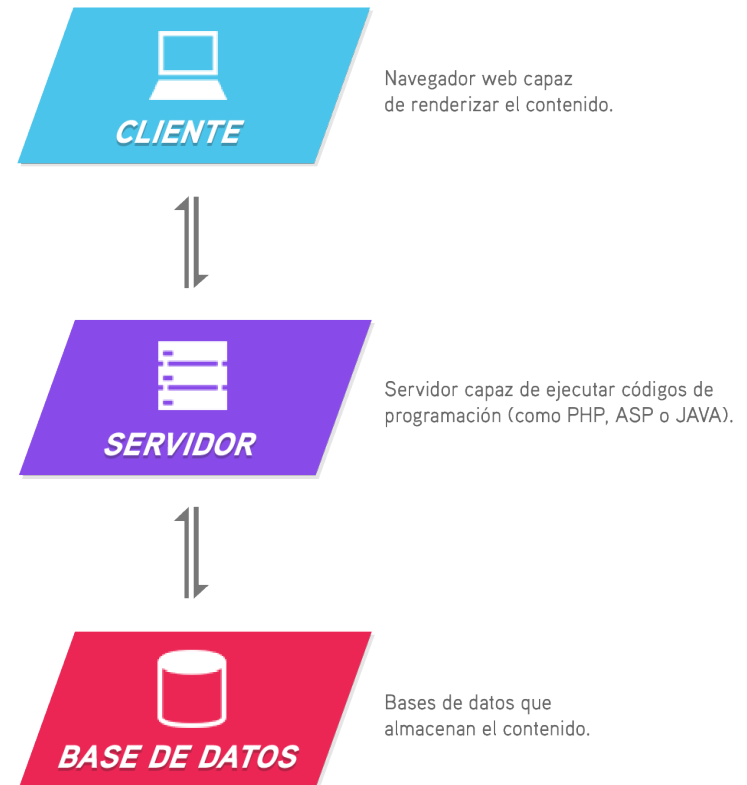 CLIENTE
Navegador web capaz
de renderizar el contenido.
SERVIDOR
Servidor capaz de ejecutar códigos de
programación (como PHP, ASP o JAVA).
BASE DE DATOS
Bases de datos que
almacenan el contenido.